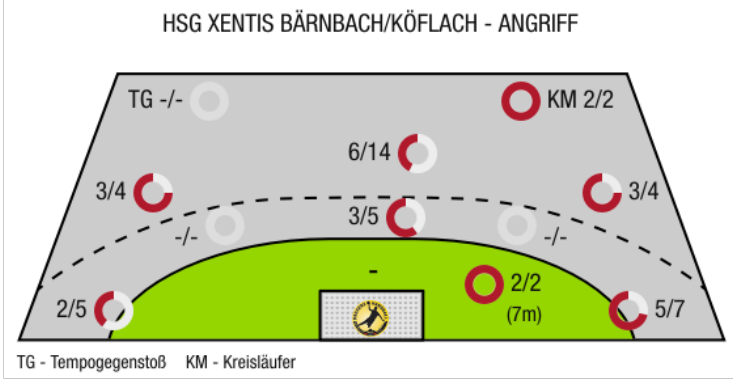 HSG XENTIS BÄRNBACH/KÖFLACH - ANGRIFF
TG -/-
KM 2/2
6/14
3/4
3/4
3/5
-/-
-/-
-
2/2
(7m)
2/5
5/7
TG - Tempogegenstoß KM - Kreisläufer